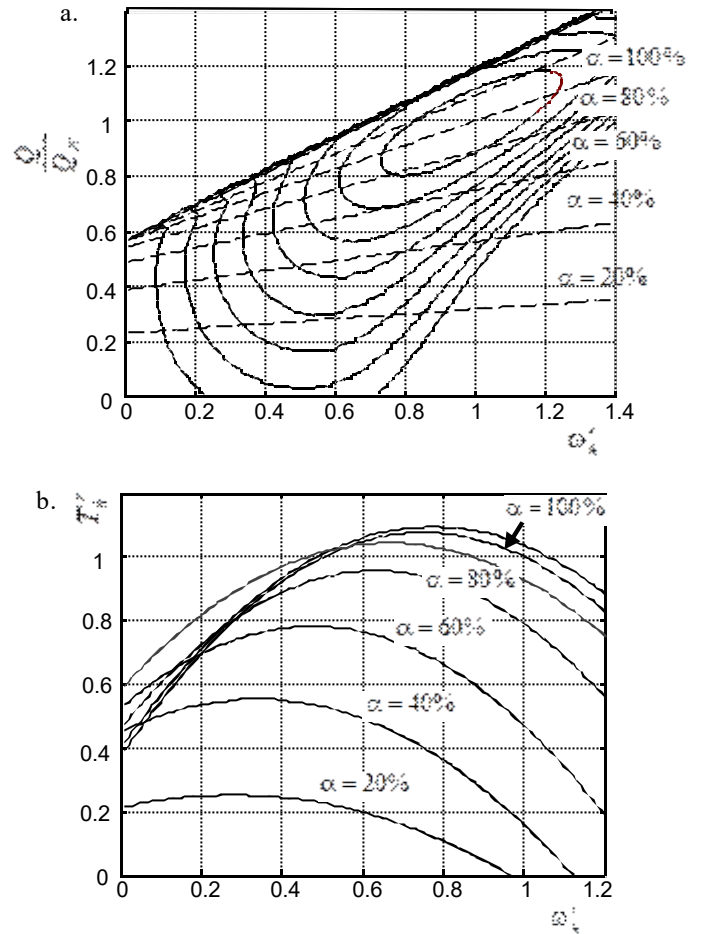 a.
1.2
α = 100%
α = 80%
1
α = 60%
0.8
α = 40%
0.6
α = 20%
0.4
0.2
0
0 0.2 0.4 0.6 0.8 1 1.2 1.4
b.
α = 100%
1
α = 80%
0.8
α = 60%
0.6
α = 40%
0.4
α = 20%
0.2
0
0 0.2 0.4 0.6 0.8 1 1.2